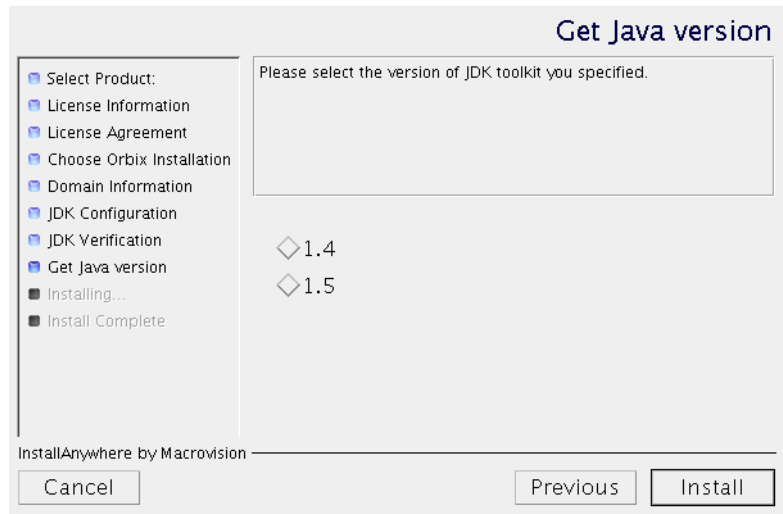 Get Java version
Select Product:
License Information
License Agreement
Choose Orbix Installation
Domain Information
JDK Configuration
JDK Verification
Get Java version
Installing...
Install Complete
Please select the version of JDK toolkit you specified.
1.4
1.5
InstallAnywhere by Macrovision
Cancel
Previous
Install